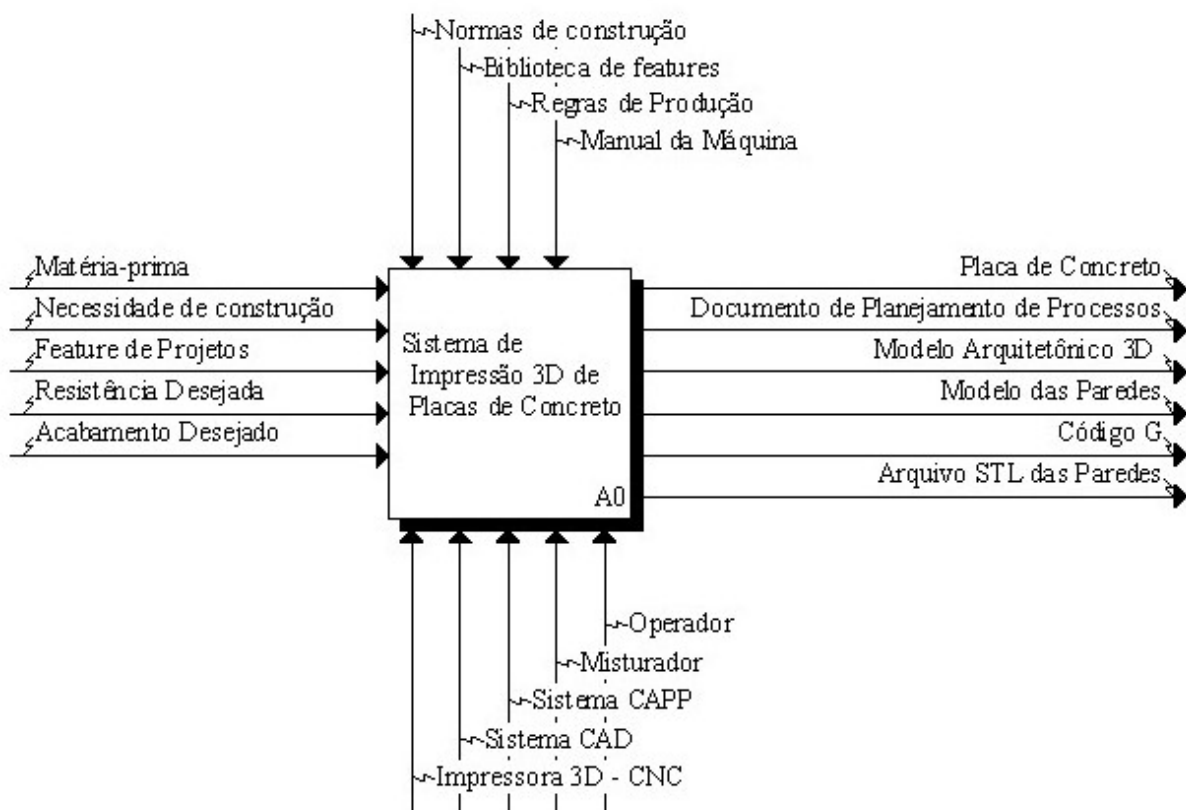 Normas de construção
Biblioteca de features
Regras de Produção
Manual da Máquina
Matéria-prima
Necessidade de construção
Feature de Projetos
Resistência Desejada
Acabamento Desejado
Sistema de
Impressão 3D de
Placas de Concreto
A0
Placa de Concreto
Documento de Planejamento de Processos
Modelo Arquitetônico 3D
Modelo das Paredes
Código G
Arquivo STL das Paredes
Operador
Misturador
Sistema CAPP
Sistema CAD
Impressora 3D - CNC